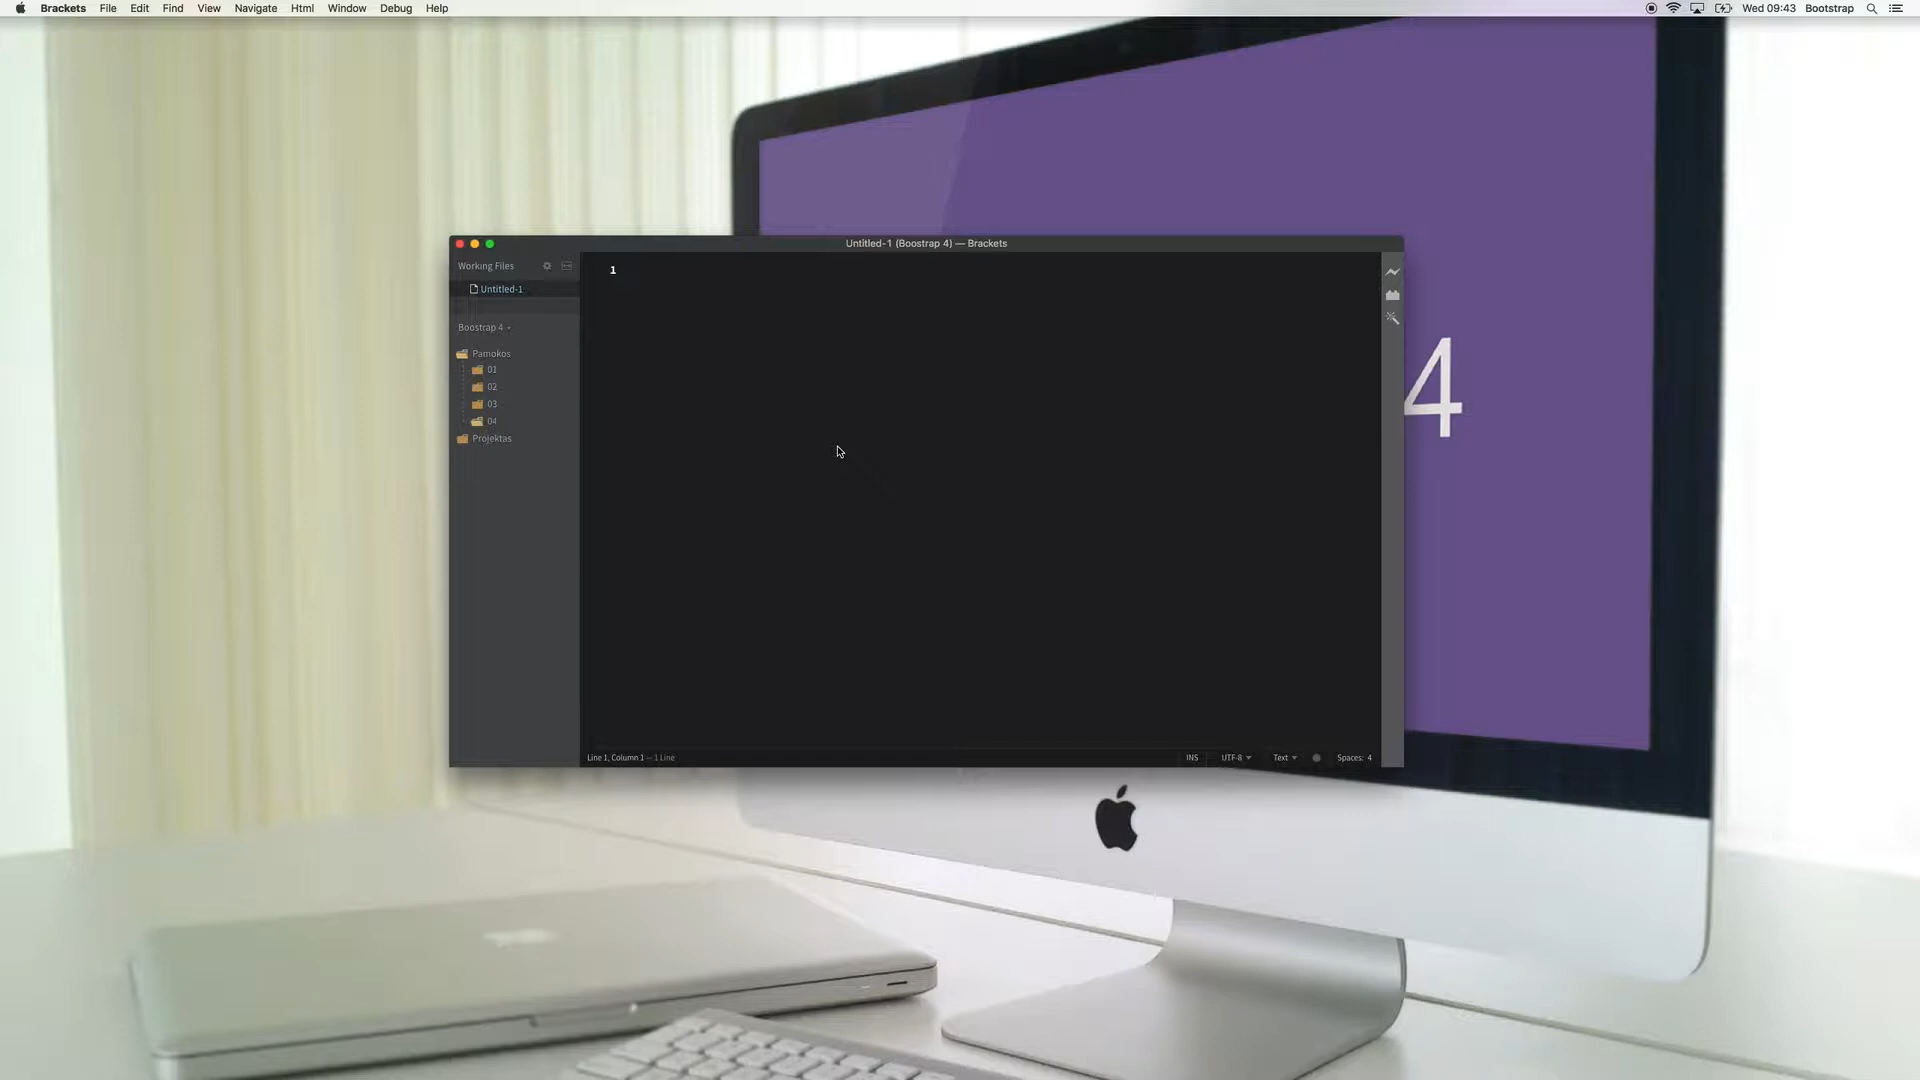 Brackets File Edit Find View Navigate Html Window Debug Help Wed 09:43 Bootstrap
Untitled-1 (Boostrap 4) — Brackets
Working Files
Untitled-1
Boostrap 4
Pamokos
01
02
03
04
Projektas
1
4
Line 1, Column 1 — 1 Line INS UTF-8 Text Spaces: 4